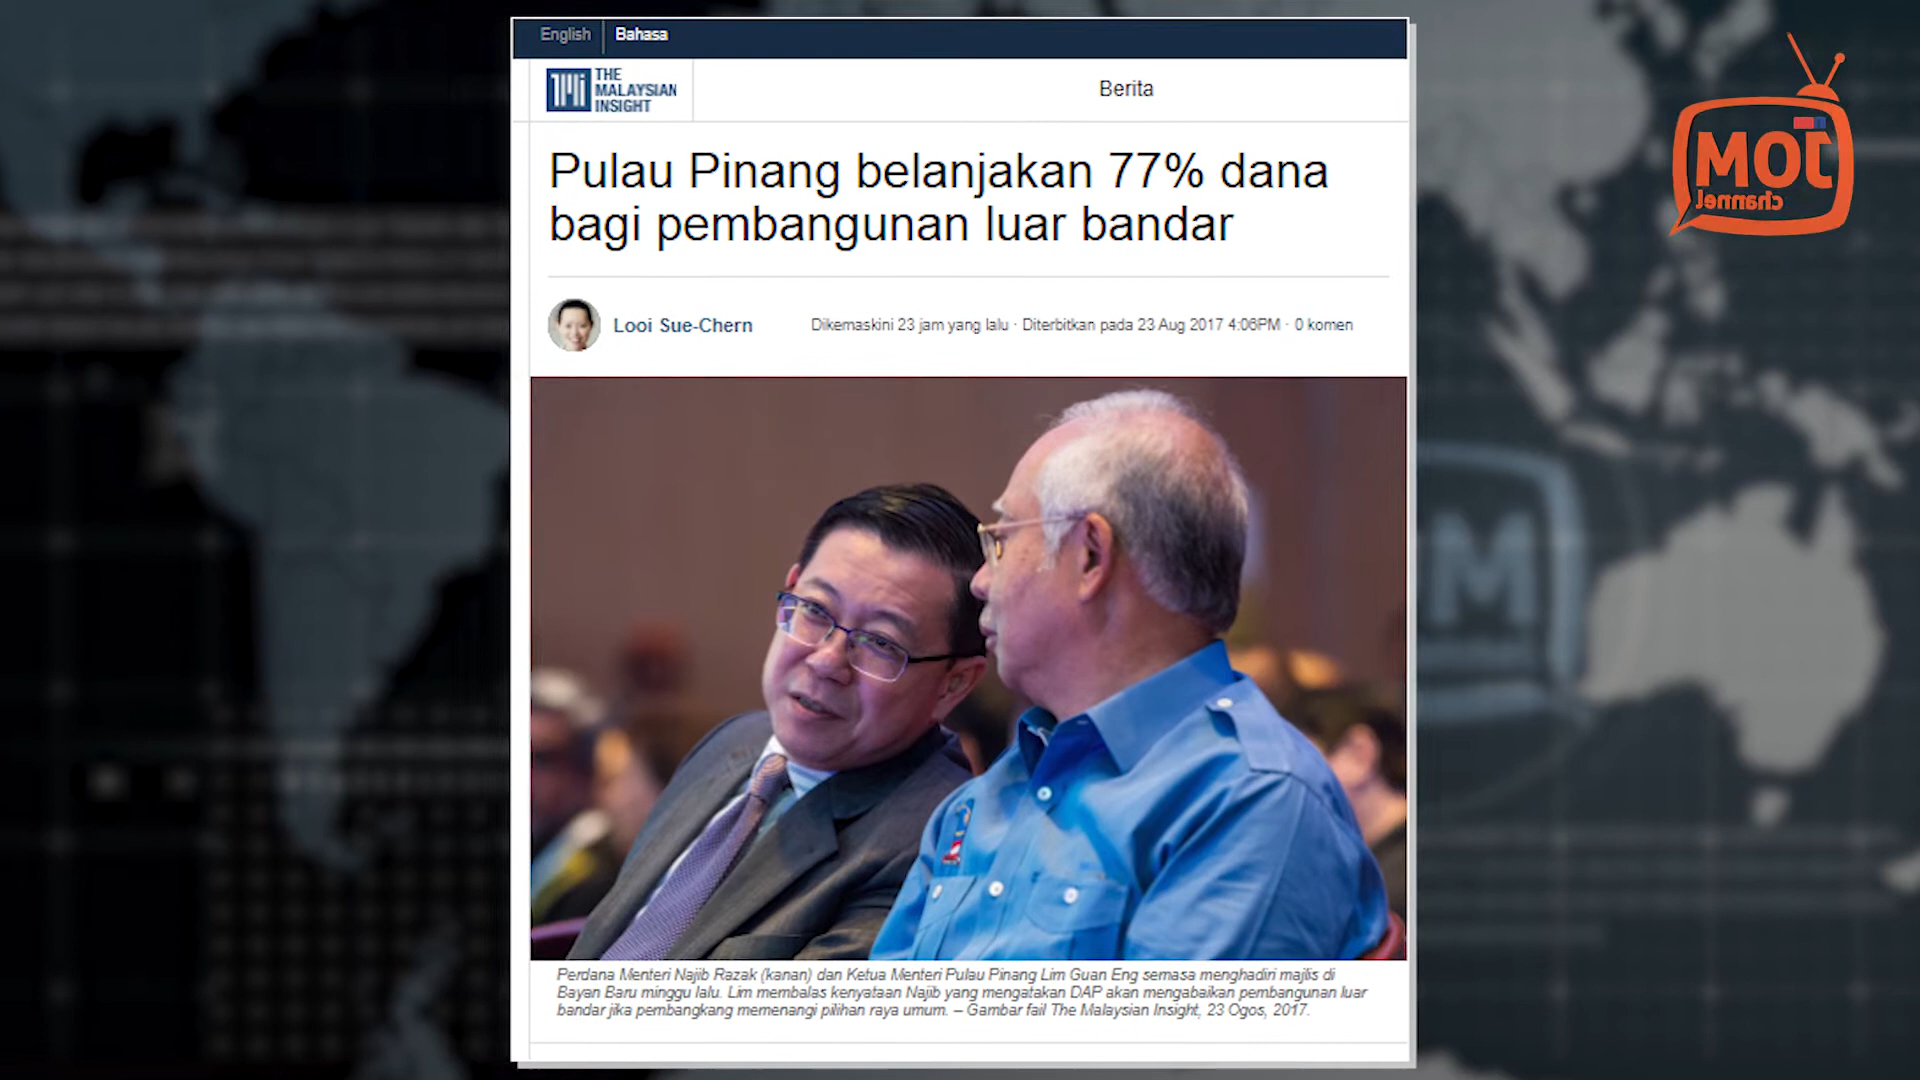 English Bahasa
THE
MALAYSIAN
INSIGHT
Berita
Pulau Pinang belanjakan 77% dana
bagi pembangunan luar bandar
Looi Sue-Chern
Dikemaskini 23 jam yang lalu · Diterbitkan pada 23 Aug 2017 4:06PM · 0 komen
Perdana Menteri Najib Razak (kanan) dan Ketua Menteri Pulau Pinang Lim Guan Eng semasa menghadiri majlis di
Bayan Baru minggu lalu. Lim membalas kenyataan Najib yang mengatakan DAP akan mengabaikan pembangunan luar
bandar jika pembangkang memenangi pilihan raya umum. – Gambar fail The Malaysian Insight, 23 Ogos, 2017.
JOM
channel